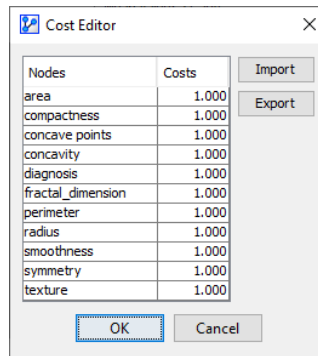 Cost Editor
Nodes Costs
area 1.000
compactness 1.000
concave points 1.000
concavity 1.000
diagnosis 1.000
fractal_dimension 1.000
perimeter 1.000
radius 1.000
smoothness 1.000
symmetry 1.000
texture 1.000
Import
Export
OK Cancel